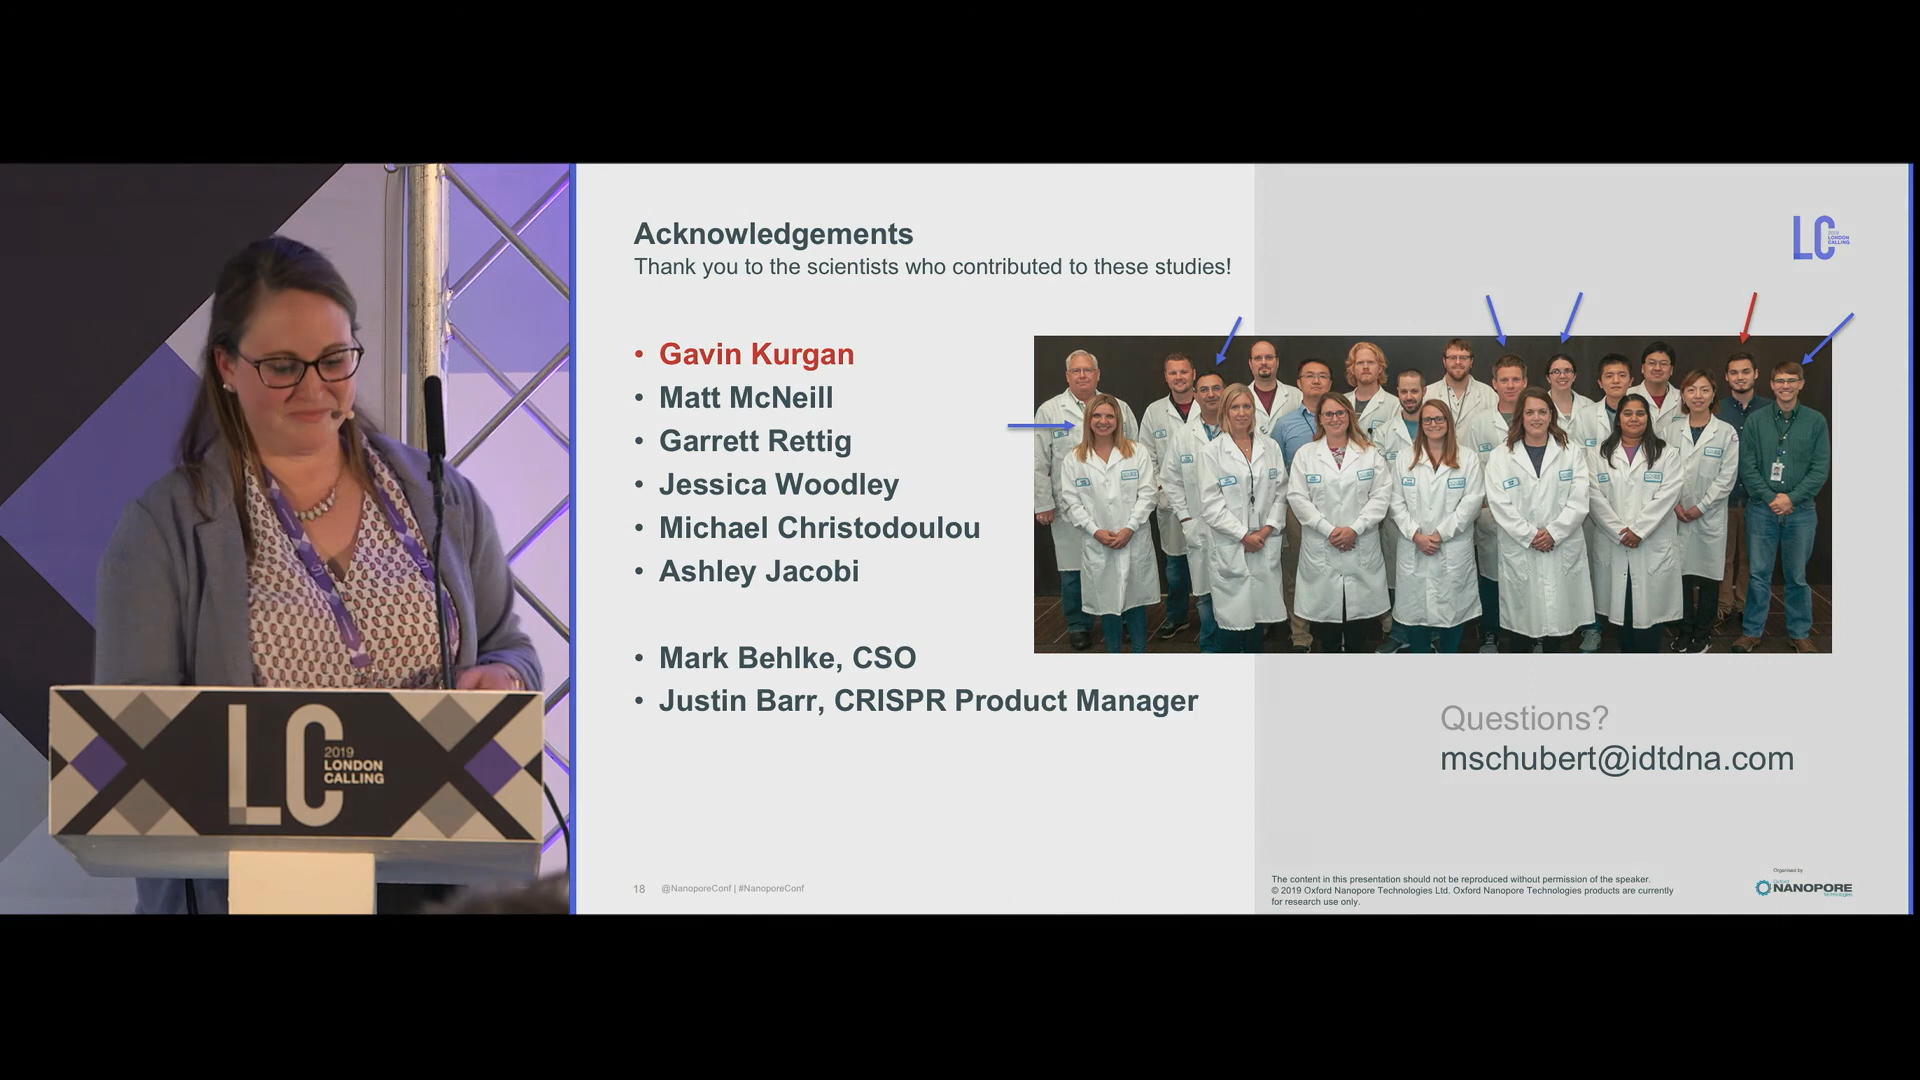 Acknowledgements
Thank you to the scientists who contributed to these studies!
• Gavin Kurgan
• Matt McNeill
• Garrett Rettig
• Jessica Woodley
• Michael Christodoulou
• Ashley Jacobi
• Mark Behlke, CSO
• Justin Barr, CRISPR Product Manager
LC
2019
LONDON
CALLING
Questions?
mschubert@idtdna.com
LC
2019
LONDON
CALLING
18 @NanoporeConf | #NanoporeConf
The content in this presentation should not be reproduced without permission of the speaker.
© 2019 Oxford Nanopore Technologies Ltd. Oxford Nanopore Technologies products are currently
for research use only.
Organised by
Oxford
NANOPORE
Technologies